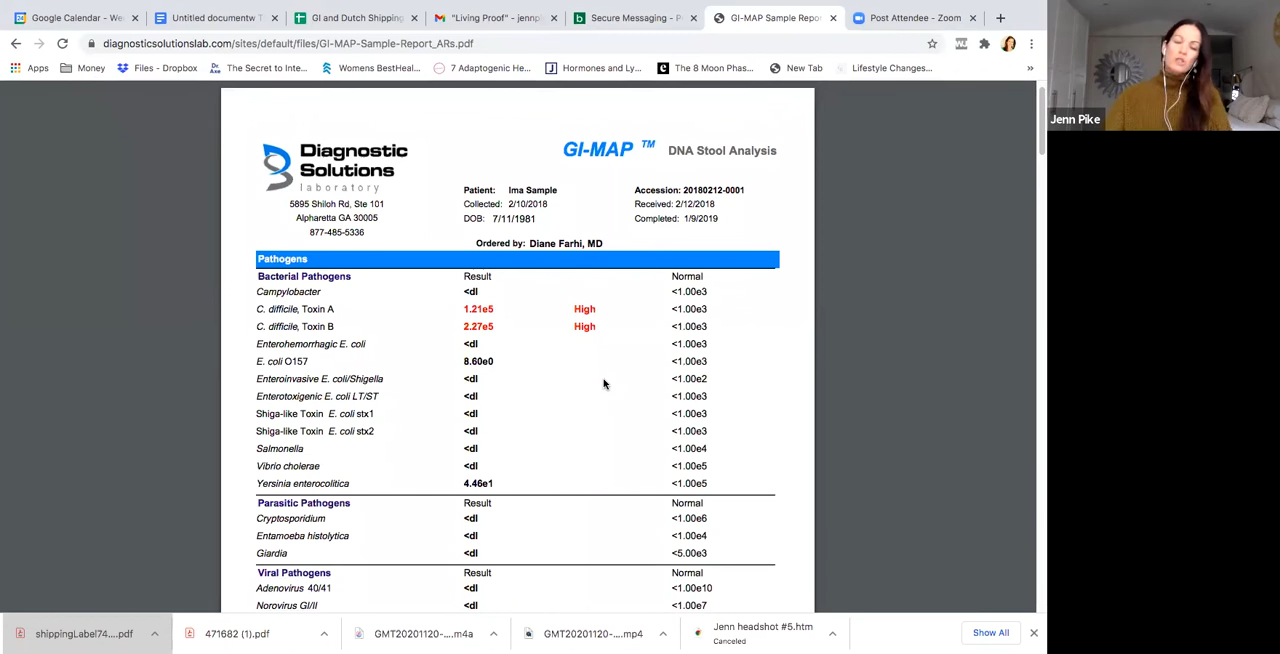 Google Calendar - We
Untitled documentw T
GI and Dutch Shipping
"Living Proof" - jennp
Secure Messaging - P
GI-MAP Sample Repor
Post Attendee - Zoom
diagnosticsolutionslab.com/sites/default/files/GI-MAP-Sample-Report_ARs.pdf
Apps
Money
Files - Dropbox
The Secret to Inte...
Womens BestHeal...
7 Adaptogenic He...
Hormones and Ly...
The 8 Moon Phas...
New Tab
Lifestyle Changes...
»
Jenn Pike
Diagnostic
Solutions
laboratory
5895 Shiloh Rd, Ste 101
Alpharetta GA 30005
877-485-5336
GI-MAP ™ DNA Stool Analysis
Patient: Ima Sample Accession: 20180212-0001
Collected: 2/10/2018 Received: 2/12/2018
DOB: 7/11/1981 Completed: 1/9/2019
Ordered by: Diane Farhi, MD
Pathogens
Bacterial Pathogens Result Normal
Campylobacter <dl <1.00e3
C. difficile, Toxin A 1.21e5 High <1.00e3
C. difficile, Toxin B 2.27e5 High <1.00e3
Enterohemorrhagic E. coli <dl <1.00e3
E. coli O157 8.60e0 <1.00e3
Enteroinvasive E. coli/Shigella <dl <1.00e2
Enterotoxigenic E. coli LT/ST <dl <1.00e3
Shiga-like Toxin E. coli stx1 <dl <1.00e3
Shiga-like Toxin E. coli stx2 <dl <1.00e3
Salmonella <dl <1.00e4
Vibrio cholerae <dl <1.00e5
Yersinia enterocolitica 4.46e1 <1.00e5
Parasitic Pathogens Result Normal
Cryptosporidium <dl <1.00e6
Entamoeba histolytica <dl <1.00e4
Giardia <dl <5.00e3
Viral Pathogens Result Normal
Adenovirus 40/41 <dl <1.00e10
Norovirus GI/II <dl <1.00e7
shippingLabel74....pdf
471682 (1).pdf
GMT20201120-....m4a
GMT20201120-....mp4
Jenn headshot #5.htm
Canceled
Show All